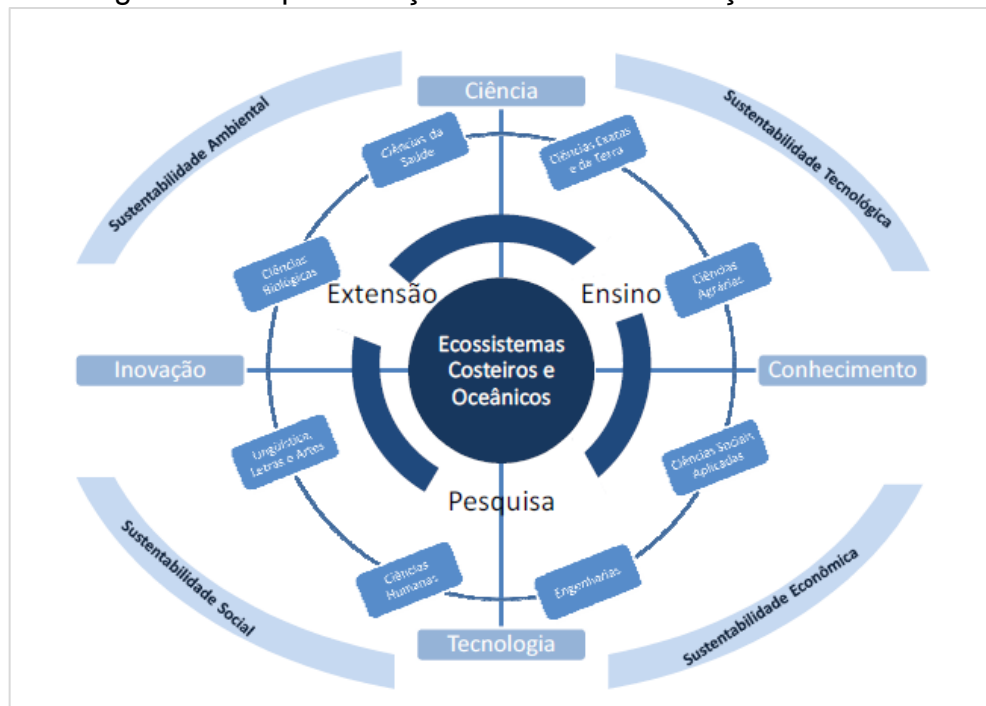 Ciência
Sustentabilidade Ambiental
Sustentabilidade Tecnológica
Ciências da
Saúde
Ciências Exatas
e da Terra
Ciências
Biológicas
Ciências
Agrárias
Extensão
Ensino
Ecossistemas
Costeiros e
Oceânicos
Inovação
Conhecimento
Lingüística,
Letras e Artes
Ciências Sociais
Aplicadas
Pesquisa
Ciências
Humanas
Engenharias
Sustentabilidade Social
Sustentabilidade Econômica
Tecnologia